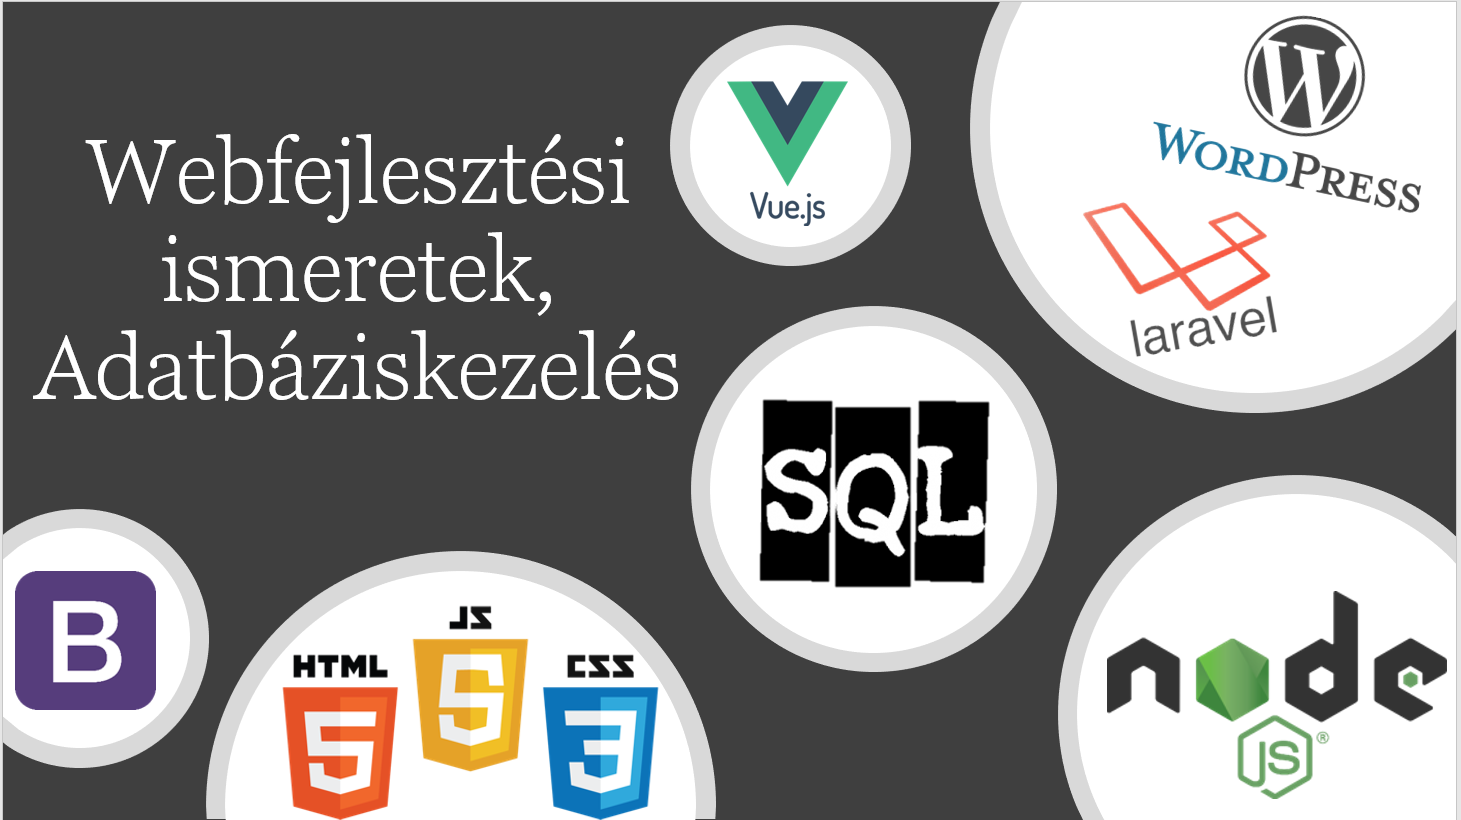 Webfejlesztési
ismeretek,
Adatbáziskezelés
Vue.js
W
WORDPRESS
laravel
SQL
B
HTML
5
JS
5
CSS
3
node
JS®